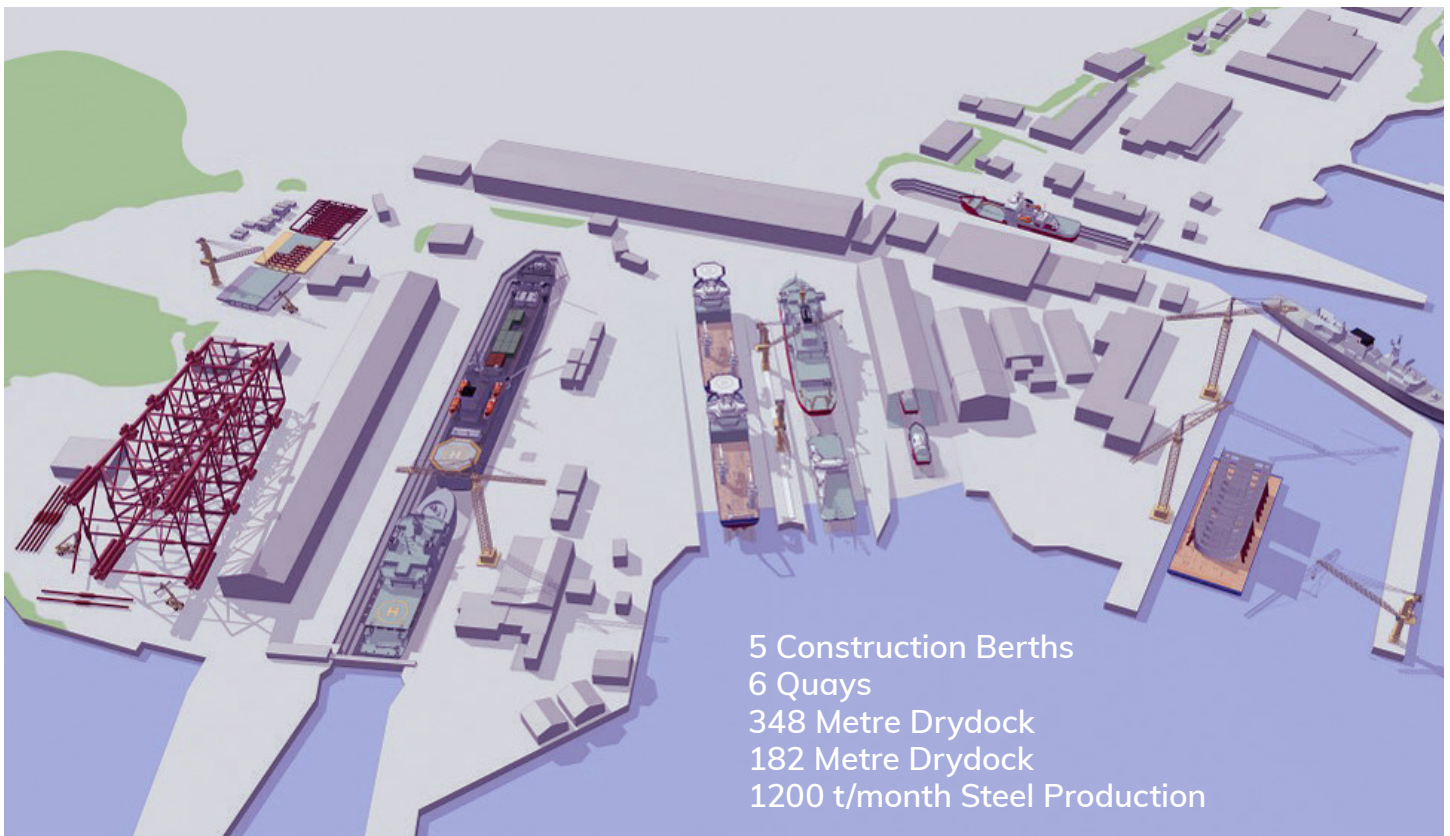 H
H
5 Construction Berths
6 Quays
348 Metre Drydock
182 Metre Drydock
1200 t/month Steel Production